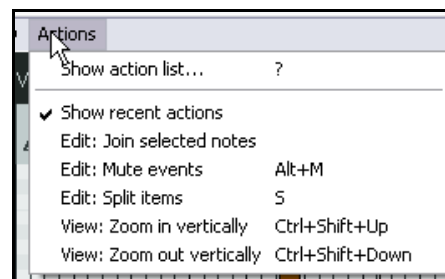 Actions
Show action list... ?
Show recent actions
Edit: Join selected notes
Edit: Mute events Alt+M
Edit: Split items S
View: Zoom in vertically Ctrl+Shift+Up
View: Zoom out vertically Ctrl+Shift+Down